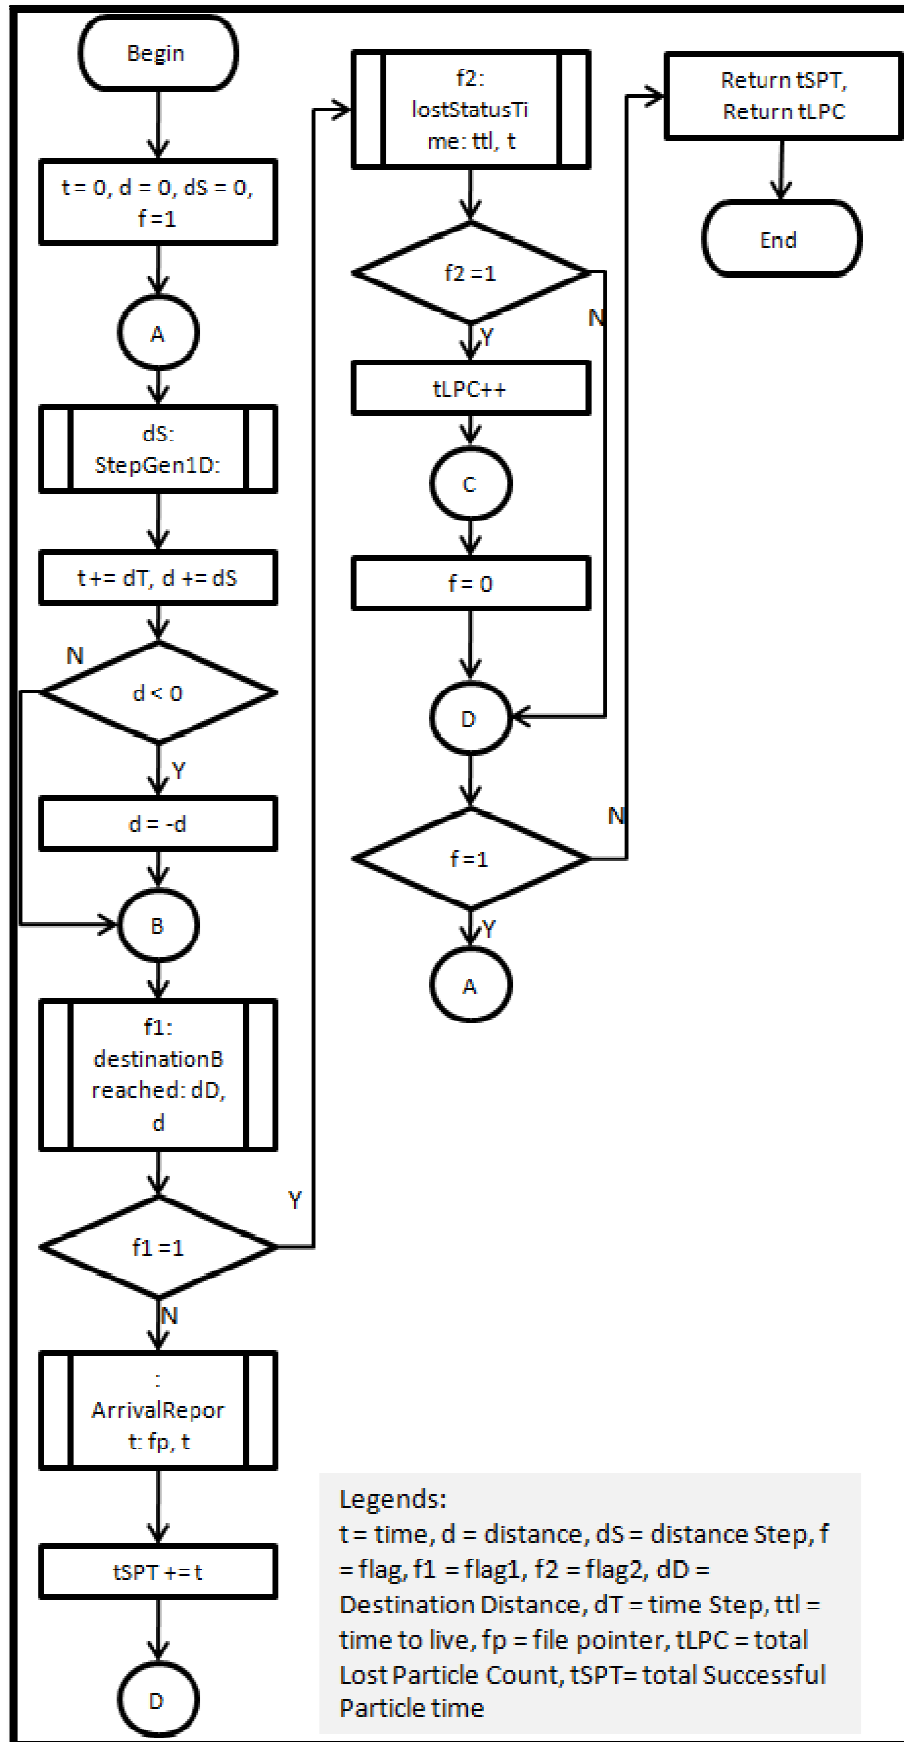 Begin
t = 0, d = 0, dS = 0,
f =1
A
dS:
StepGen1D:
t += dT, d += dS
N
d < 0
Y
d = -d
B
f1:
destinationB
reached: dD,
d
Y
f1 =1
N
:
ArrivalRepor
t: fp, t
tSPT += t
D
f2:
lostStatusTi
me: ttl, t
f2 =1
N
Y
tLPC++
C
f = 0
D
N
f =1
Y
A
Return tSPT,
Return tLPC
End
Legends:
t = time, d = distance, dS = distance Step, f
= flag, f1 = flag1, f2 = flag2, dD =
Destination Distance, dT = time Step, ttl =
time to live, fp = file pointer, tLPC = total
Lost Particle Count, tSPT= total Successful
Particle time